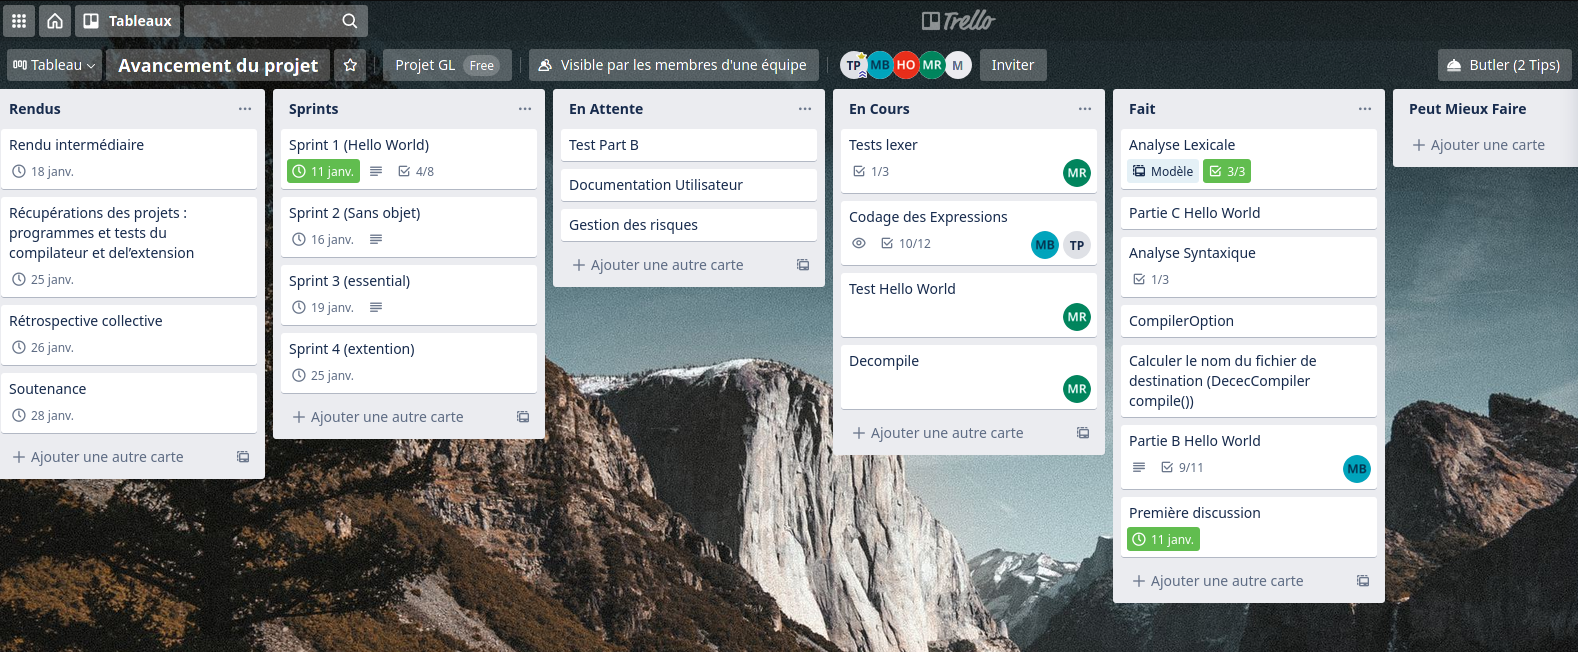 Tableaux
Trello
Tableau
Avancement du projet
Projet GL Free
Visible par les membres d'une équipe
TP MB HO MR M
Inviter
Butler (2 Tips)
Rendus
Rendu intermédiaire
18 janv.
Récupérations des projets :
programmes et tests du
compilateur et del’extension
25 janv.
Rétrospective collective
26 janv.
Soutenance
28 janv.
Ajouter une autre carte
Sprints
Sprint 1 (Hello World)
11 janv. 4/8
Sprint 2 (Sans objet)
16 janv.
Sprint 3 (essential)
19 janv.
Sprint 4 (extention)
25 janv.
Ajouter une autre carte
En Attente
Test Part B
Documentation Utilisateur
Gestion des risques
Ajouter une autre carte
En Cours
Tests lexer
1/3
MR
Codage des Expressions
10/12
MB TP
Test Hello World
MR
Decompile
MR
Ajouter une autre carte
Fait
Analyse Lexicale
Modèle 3/3
Partie C Hello World
Analyse Syntaxique
1/3
CompilerOption
Calculer le nom du fichier de
destination (DececCompiler
compile())
Partie B Hello World
9/11
MB
Première discussion
11 janv.
Ajouter une autre carte
Peut Mieux Faire
Ajouter une carte